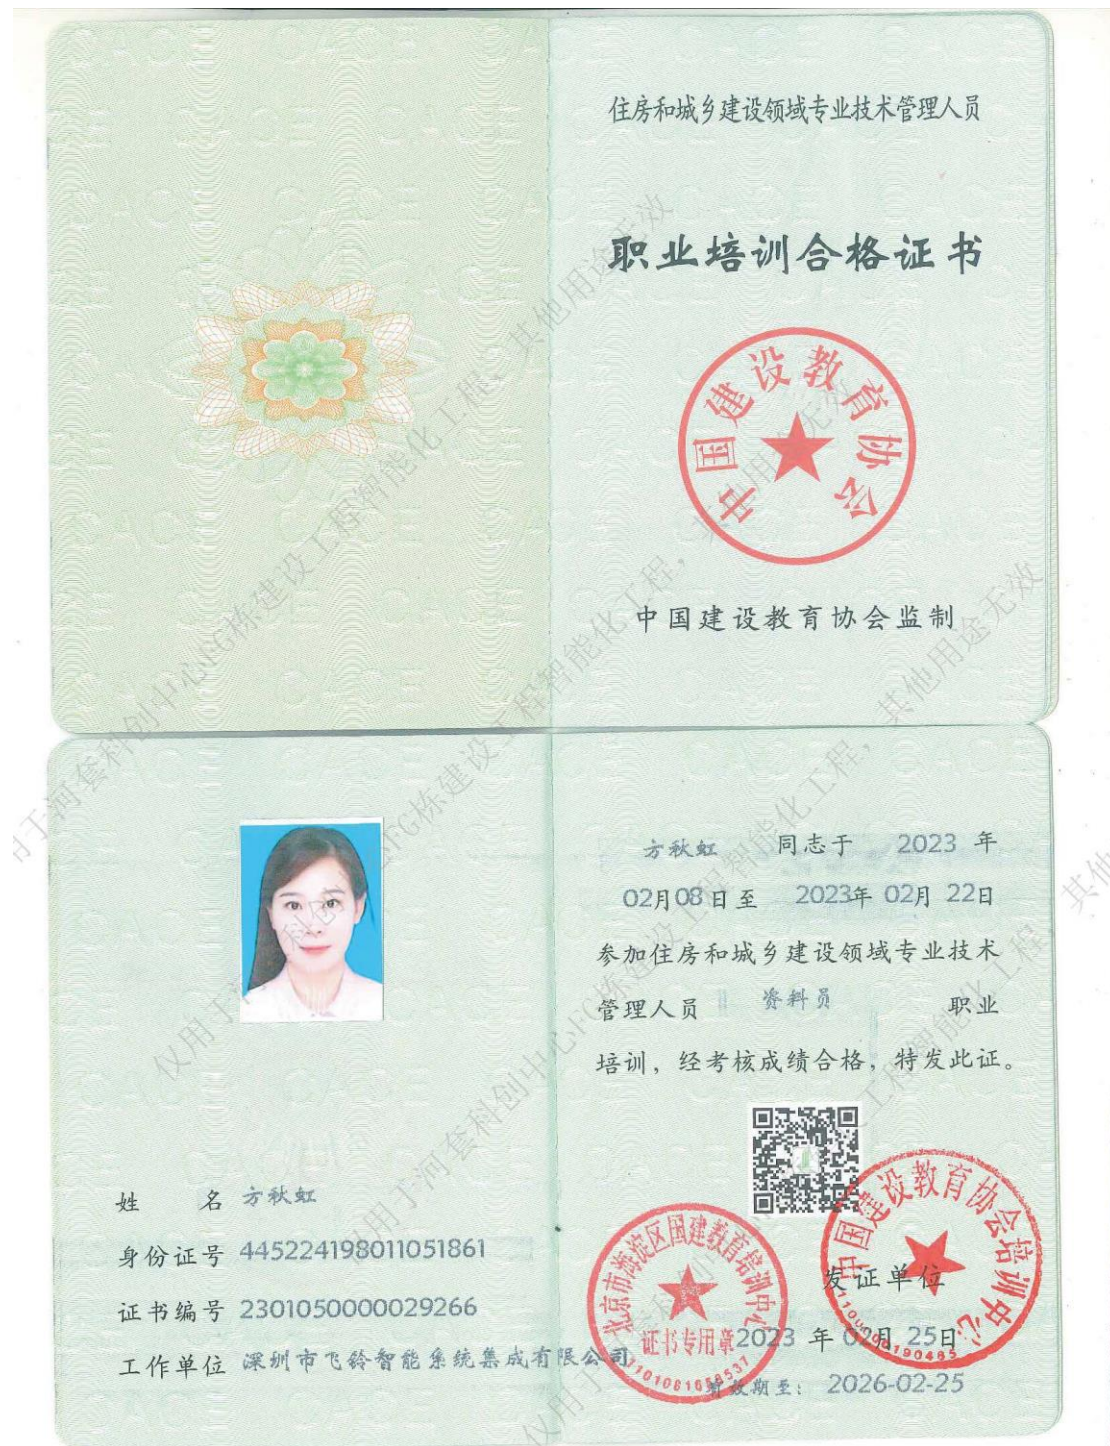 住房和城乡建设领域专业技术管理人员
职业培训合格证书
中国建设教育协会
中国建设教育协会监制
方秋虹 同志于 2023 年
02月08日至 2023年 02月 22日
参加住房和城乡建设领域专业技术
管理人员 资料员 职业
培训，经考核成绩合格，特发此证。
姓 名 方秋虹
身份证号 445224198011051861
证书编号 2301050000029266
工作单位 深圳市飞铃智能系统集成有限公司
北京市海淀区国建教育培训中心
证书专用章
中国建设教育协会培训中心
发证单位
2023 年 02月 25日
有效期至： 2026-02-25
仅用于河套科创中心FG栋建设工程智能化工程，其他用途无效